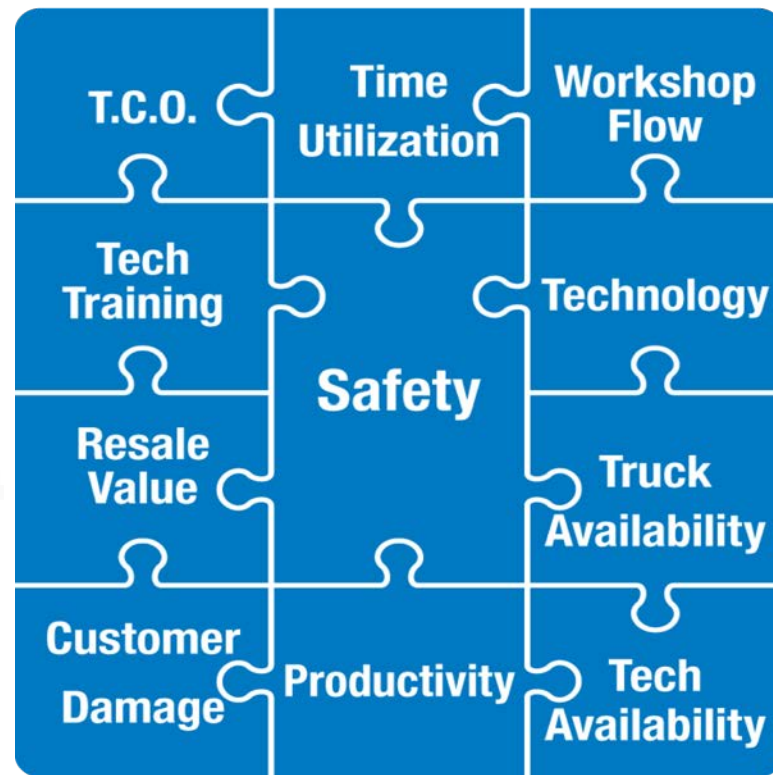 T.C.O.
Time
Utilization
Workshop
Flow
Tech
Training
Safety
Technology
Resale
Value
Truck
Availability
Customer
Damage
Productivity
Tech
Availability